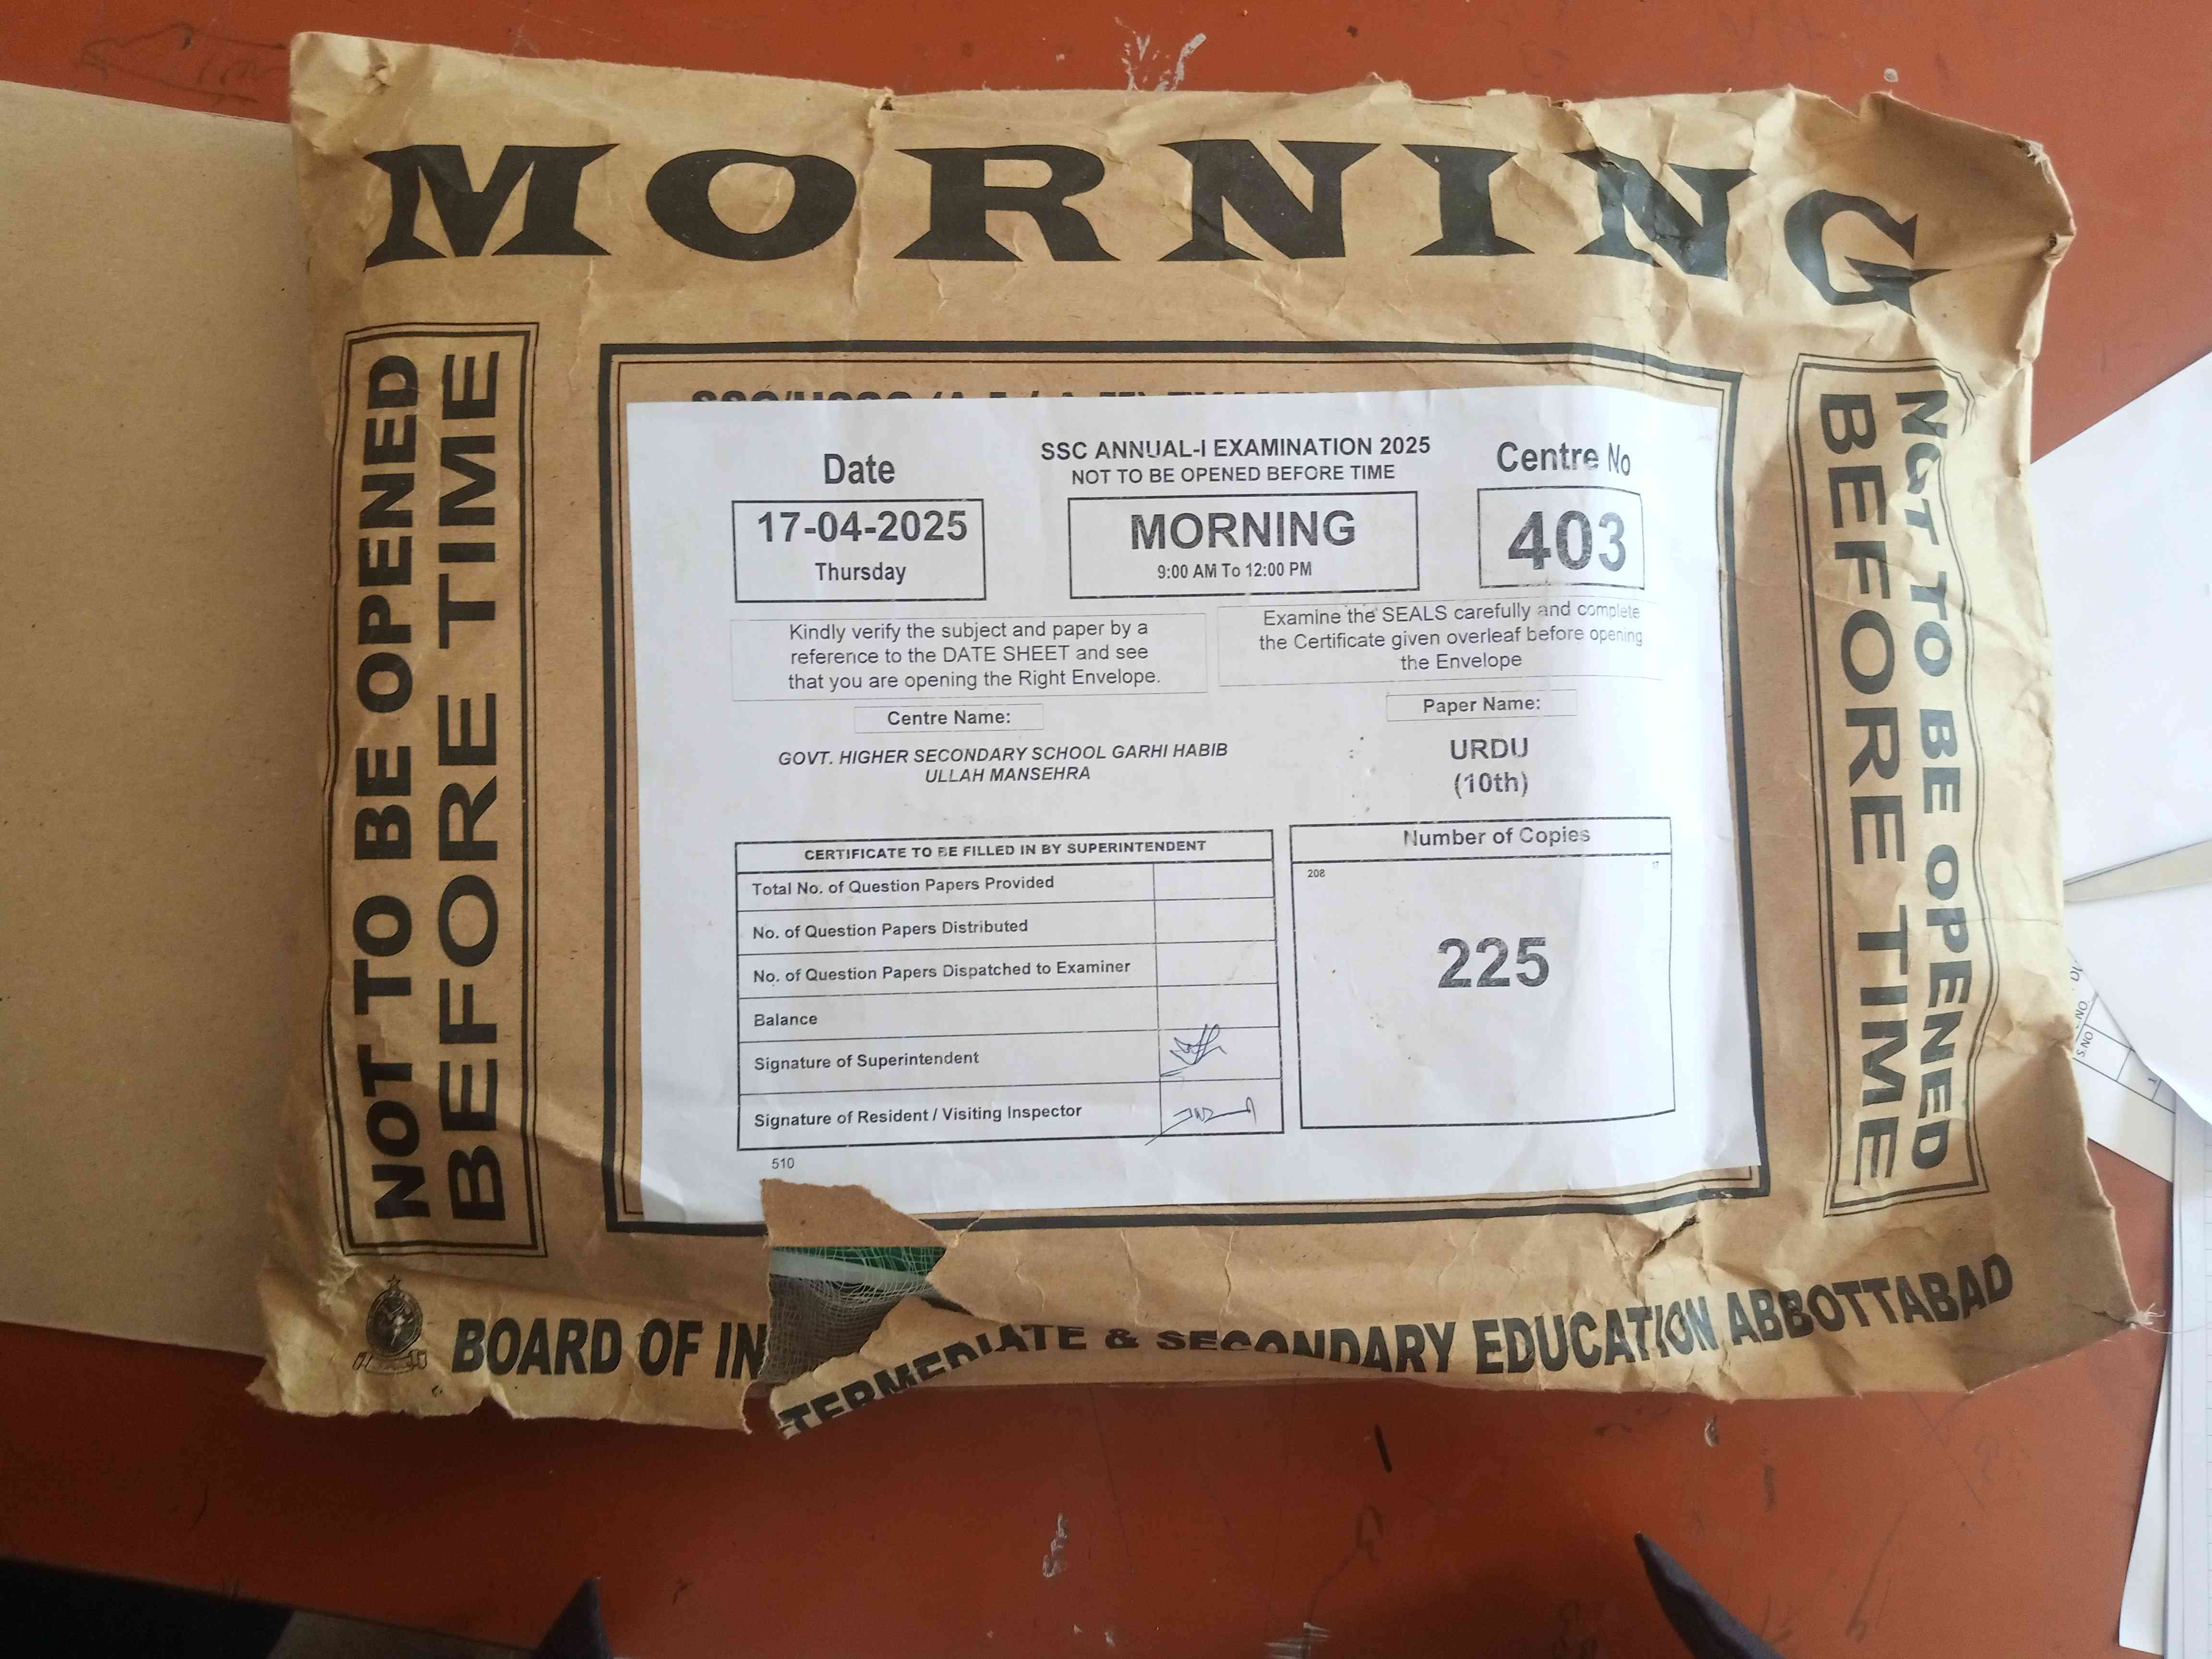 MORNING
NOT TO BE OPENED
BEFORE TIME
Date
17-04-2025
Thursday
SSC ANNUAL-I EXAMINATION 2025
NOT TO BE OPENED BEFORE TIME
MORNING
9:00 AM To 12:00 PM
Centre No
403
Kindly verify the subject and paper by a
reference to the DATE SHEET and see
that you are opening the Right Envelope.
Examine the SEALS carefully and complete
the Certificate given overleaf before opening
the Envelope
Centre Name:
GOVT. HIGHER SECONDARY SCHOOL GARHI HABIB
ULLAH MANSEHRA
Paper Name:
URDU
(10th)
CERTIFICATE TO BE FILLED IN BY SUPERINTENDENT
Total No. of Question Papers Provided
No. of Question Papers Distributed
No. of Question Papers Dispatched to Examiner
Balance
Signature of Superintendent
Signature of Resident / Visiting Inspector
510
Number of Copies
208
17
225
NOT TO BE OPENED
BEFORE TIME
BOARD OF INTERMEDIATE & SECONDARY EDUCATION ABBOTTABAD
S.NO